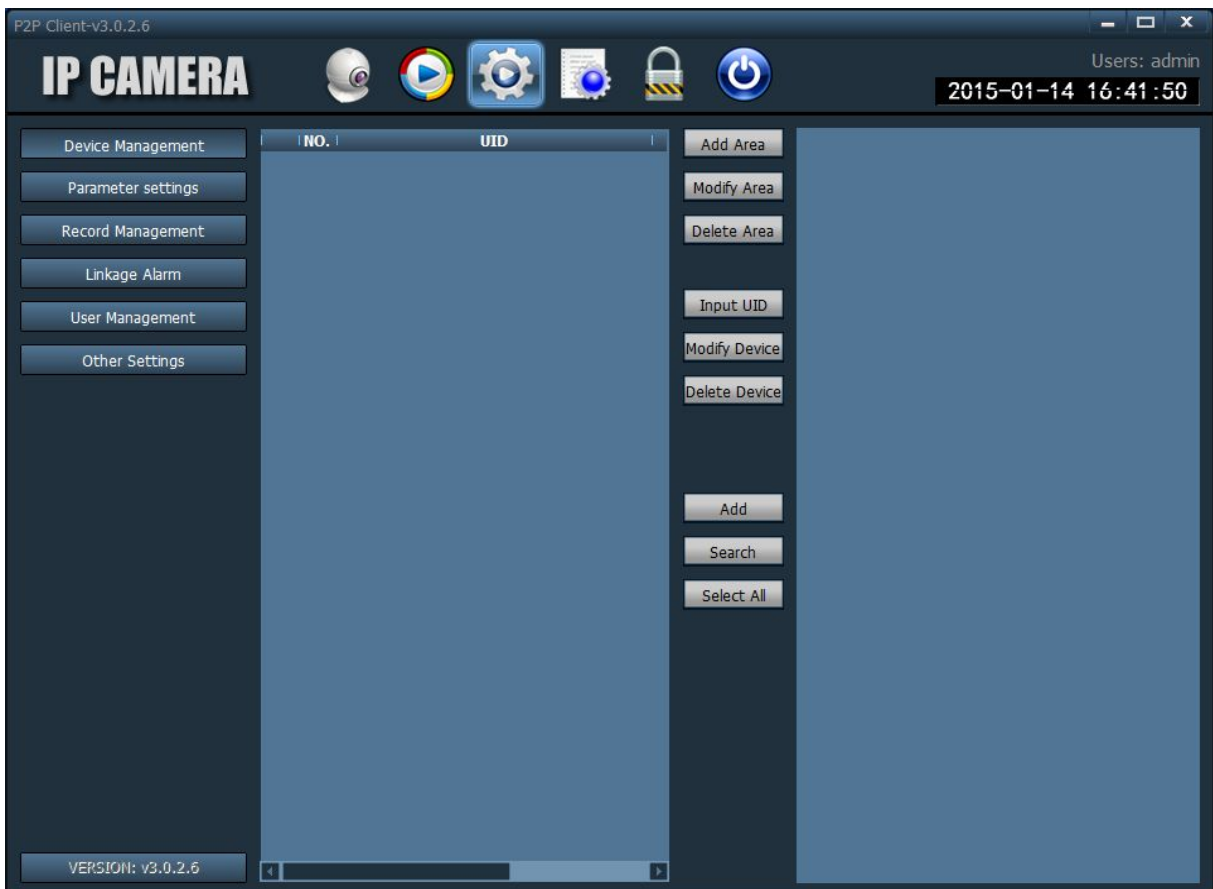 P2P Client-v3.0.2.6
IP CAMERA
Users: admin
2015-01-14 16:41:50
Device Management
Parameter settings
Record Management
Linkage Alarm
User Management
Other Settings
VERSION: v3.0.2.6
NO. UID
Add Area
Modify Area
Delete Area
Input UID
Modify Device
Delete Device
Add
Search
Select All